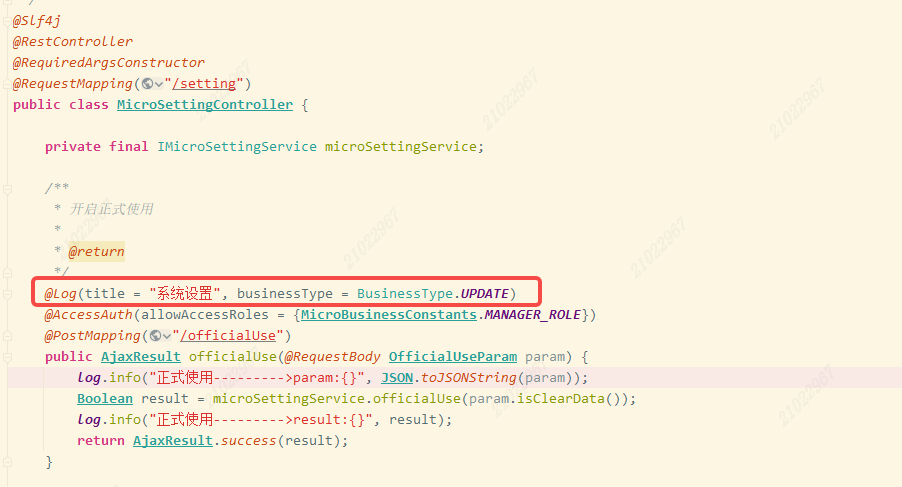 */
@Slf4j
@RestController
@RequiredArgsConstructor
@RequestMapping("/setting")
public class MicroSettingController {
private final IMicroSettingService microSettingService;
/**
* 开启正式使用
*
* @return
*/
@Log(title = "系统设置", businessType = BusinessType.UPDATE)
@AccessAuth(allowAccessRoles = {MicroBusinessConstants.MANAGER_ROLE})
@PostMapping("/officialUse")
public AjaxResult officialUse(@RequestBody OfficialUseParam param) {
log.info("正式使用--------->param:{}", JSON.toJSONString(param));
Boolean result = microSettingService.officialUse(param.isClearData());
log.info("正式使用--------->result:{}", result);
return AjaxResult.success(result);
}
21022967
21022967
21022967
21022967
21022967
21022967
21022967
21022967
21022967